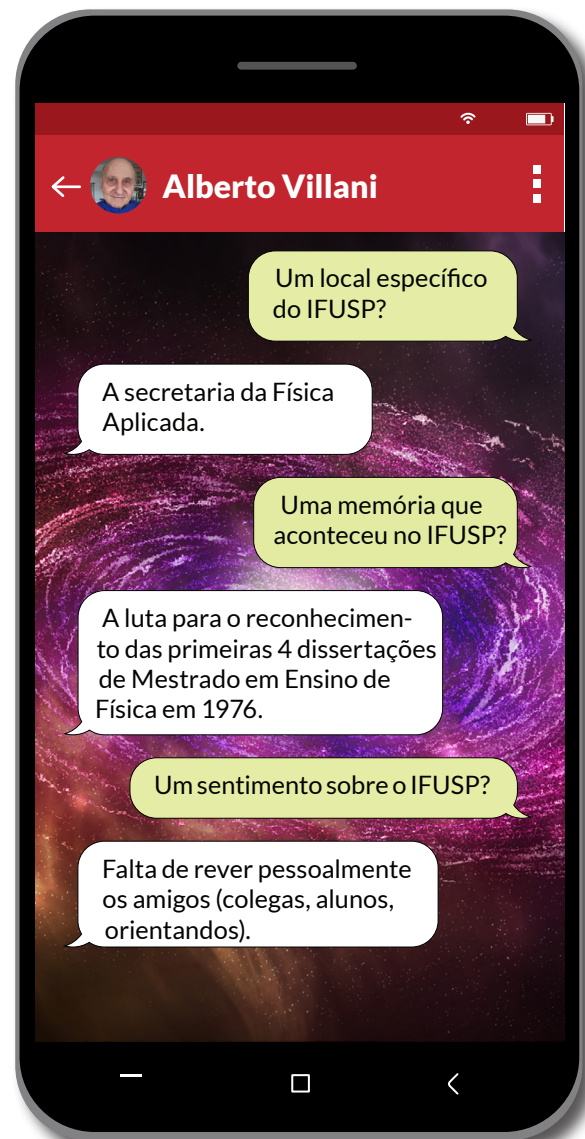 Alberto Villani
Um local específico
do IFUSP?
A secretaria da Física
Aplicada.
Uma memória que
aconteceu no IFUSP?
A luta para o reconhecimen-
to das primeiras 4 dissertações
de Mestrado em Ensino de
Física em 1976.
Um sentimento sobre o IFUSP?
Falta de rever pessoalmente
os amigos (colegas, alunos,
orientandos).